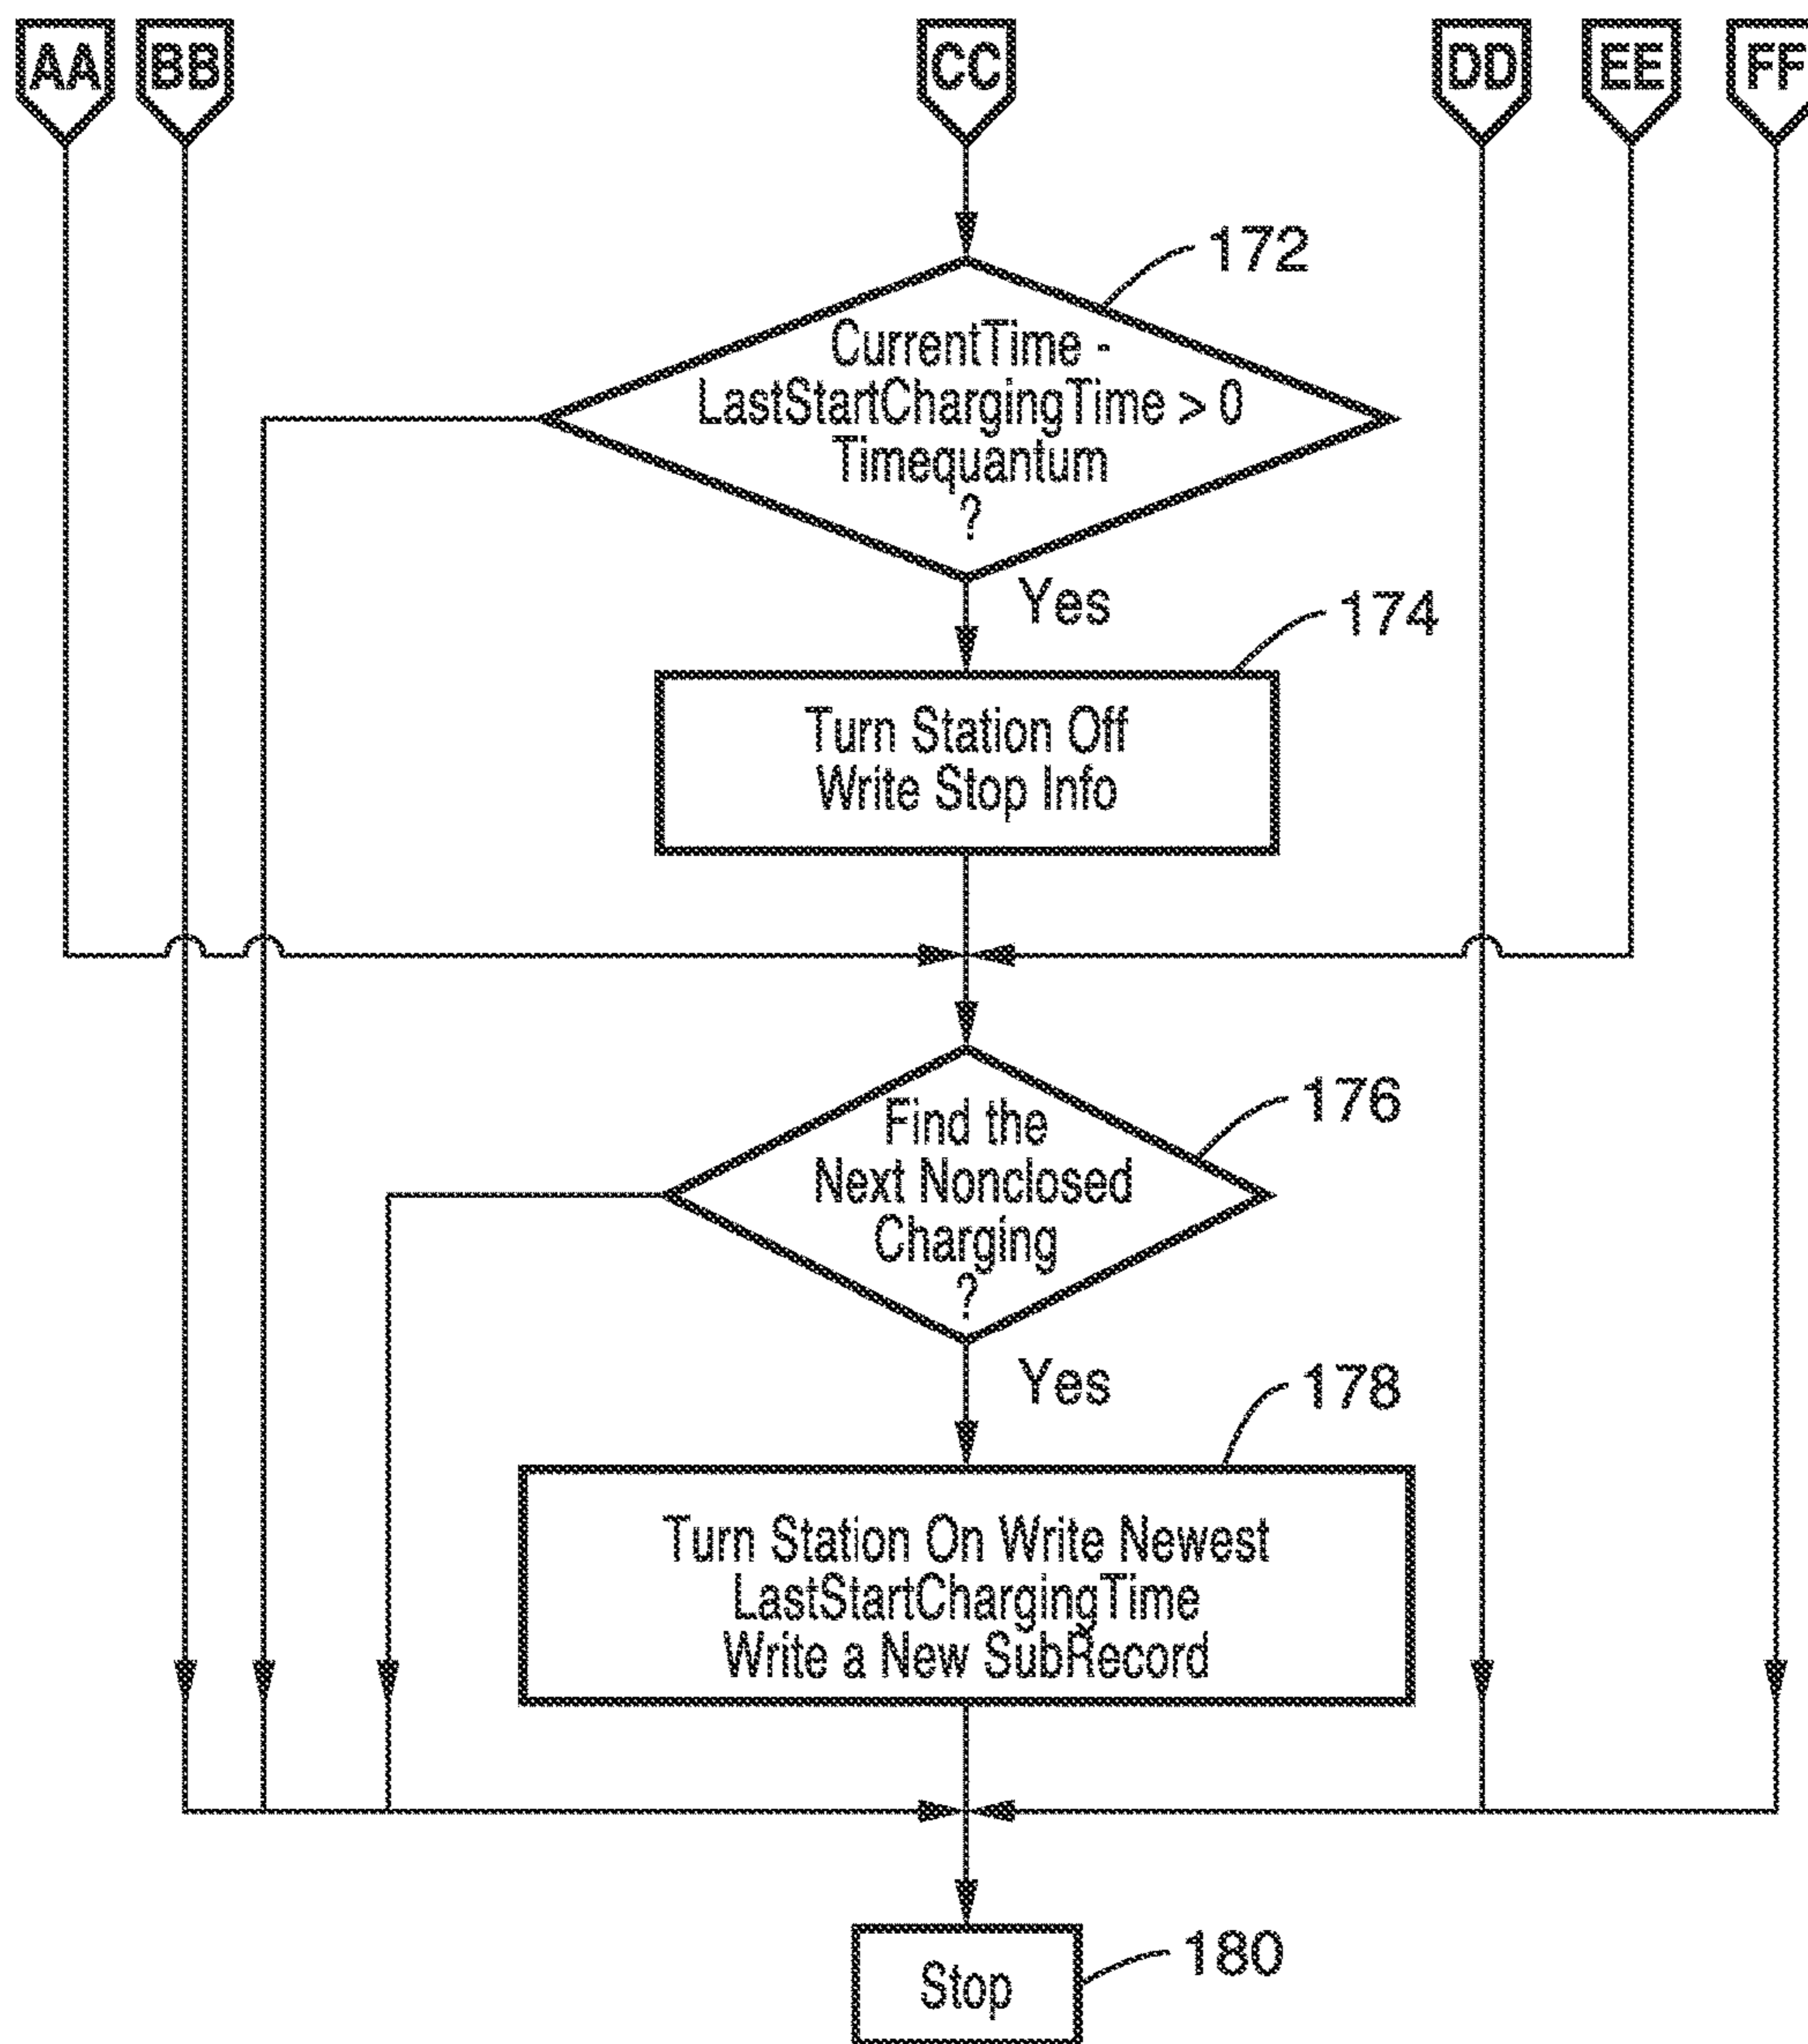 AA BB CC DD EE FF
172
CurrentTime -
LastStartChargingTime > 0
Timequantum
?
Yes
174
Turn Station Off
Write Stop Info
176
Find the
Next Nonclosed
Charging
?
Yes
178
Turn Station On Write Newest
LastStartChargingTime
Write a New SubRecord
180
Stop